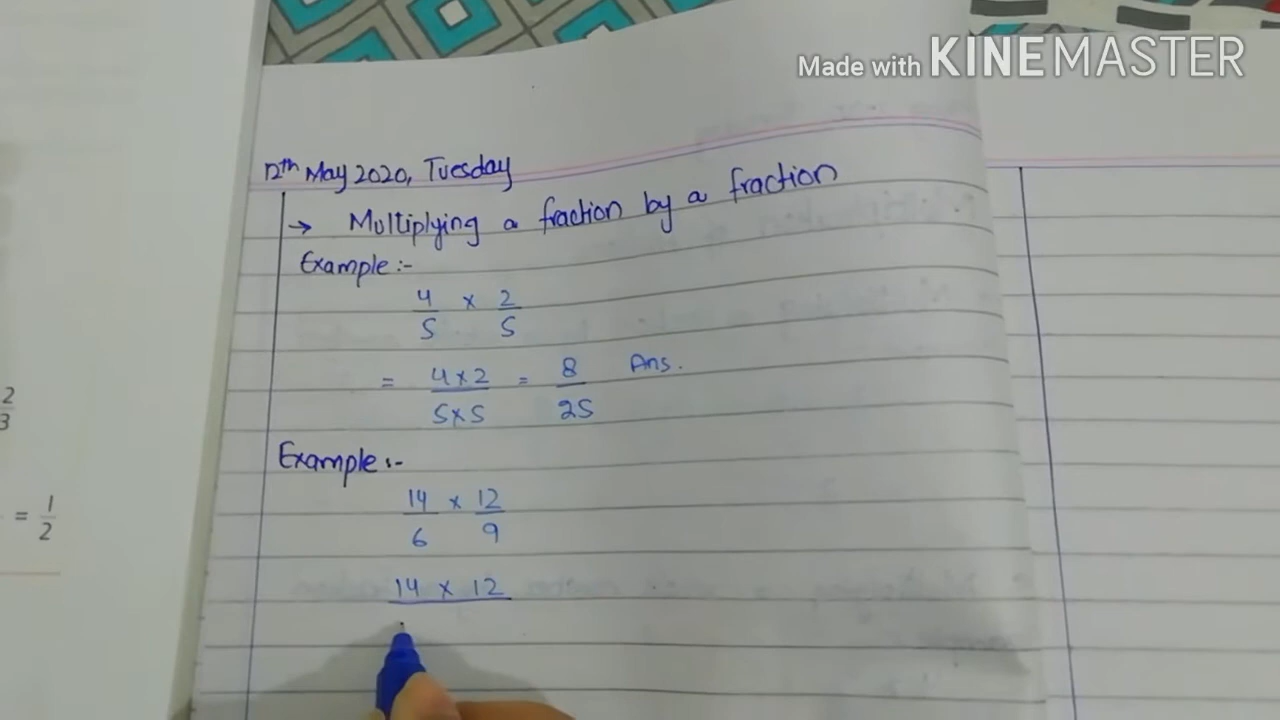 Made with KINEMASTER
12th May 2020, Tuesday
→ Multiplying a fraction by a fraction
Example :-
4/5 x 2/5
= 4x2/5x5 = 8/25 Ans.
Example :-
14/6 x 12/9
14 x 12
2/3
= 1/2